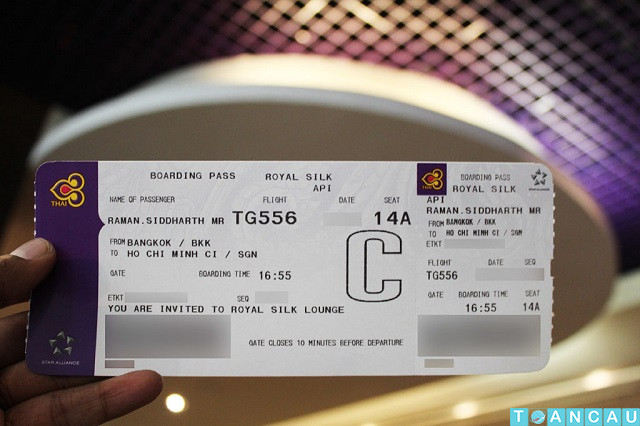 BOARDING PASS ROYAL SILK
API
NAME OF PASSENGER FLIGHT DATE SEAT
RAMAN.SIDDHARTH MR TG556 14A
FROM BANGKOK / BKK
TO HO CHI MINH CI / SGN
GATE BOARDING TIME 16:55
C
ETKT SEQ
YOU ARE INVITED TO ROYAL SILK LOUNGE
GATE CLOSES 10 MINUTES BEFORE DEPARTURE
THAI
STAR ALLIANCE
THAI
BOARDING PASS
ROYAL SILK
STAR ALLIANCE
API
RAMAN.SIDDHARTH MR
FROM BANGKOK / BKK
TO HO CHI MINH CI / SGN
ETKT
FLIGHT DATE SEQ
TG556
GATE BOARDING TIME SEAT
16:55 14A
TOANCAU